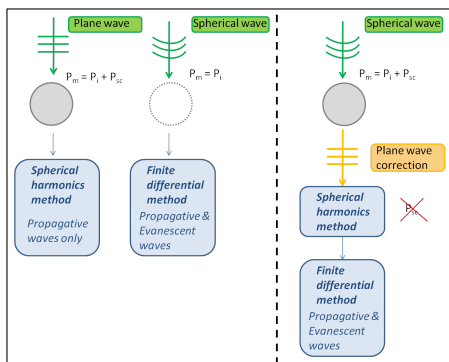 Plane wave
Spherical wave
Spherical wave
Pm = Pi + Psc
Pm = Pi
Pm = Pi + Psc
Plane wave
correction
Spherical
harmonics
method
Propagative
waves only
Finite
differential
method
Propagative &
Evanescent
waves
Spherical
harmonics
method
Psc
Finite
differential
method
Propagative &
Evanescent
waves